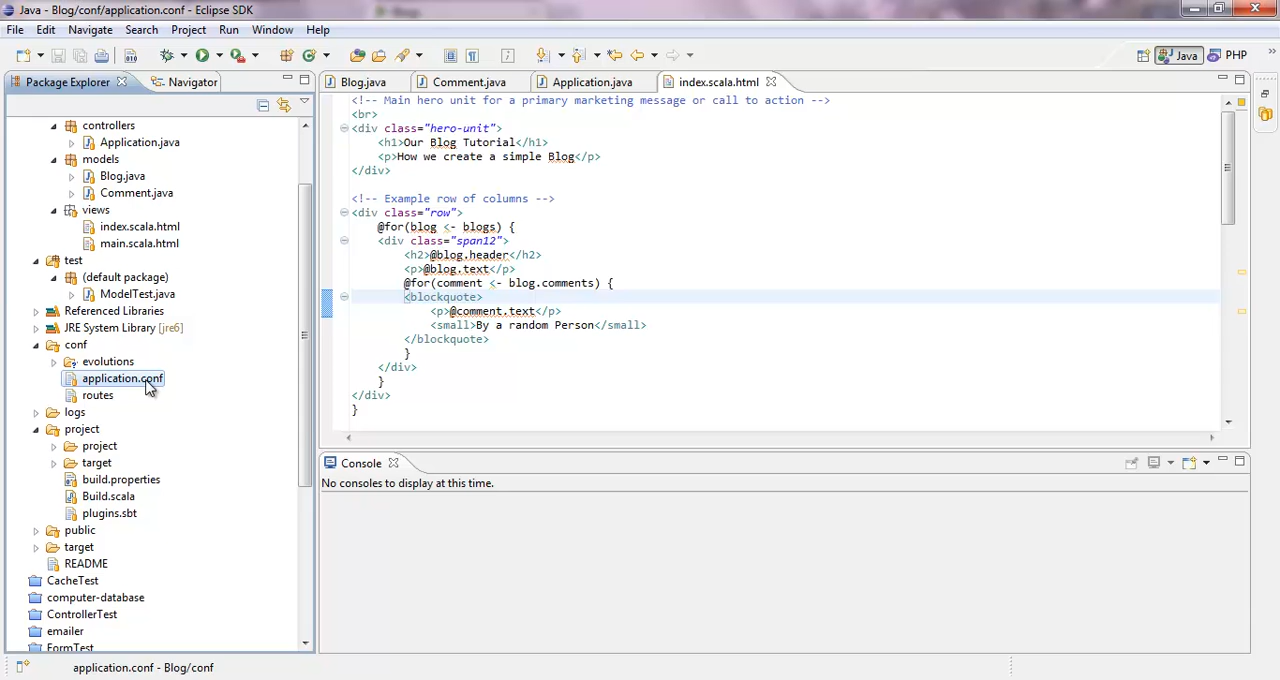 Java - Blog/conf/application.conf - Eclipse SDK
File Edit Navigate Search Project Run Window Help
Java PHP
Package Explorer Navigator
Blog.java Comment.java Application.java index.scala.html
controllers
Application.java
models
Blog.java
Comment.java
views
index.scala.html
main.scala.html
test
(default package)
ModelTest.java
Referenced Libraries
JRE System Library [jre6]
conf
evolutions
application.conf
routes
logs
project
project
target
build.properties
Build.scala
plugins.sbt
public
target
README
CacheTest
computer-database
ControllerTest
emailer
FormTest
<!-- Main hero unit for a primary marketing message or call to action -->
<br>
<div class="hero-unit">
<h1>Our Blog Tutorial</h1>
<p>How we create a simple Blog</p>
</div>
<!-- Example row of columns -->
<div class="row">
@for(blog <- blogs) {
<div class="span12">
<h2>@blog.header</h2>
<p>@blog.text</p>
@for(comment <- blog.comments) {
<blockquote>
<p>@comment.text</p>
<small>By a random Person</small>
</blockquote>
}
</div>
}
</div>
}
Console
No consoles to display at this time.
application.conf - Blog/conf